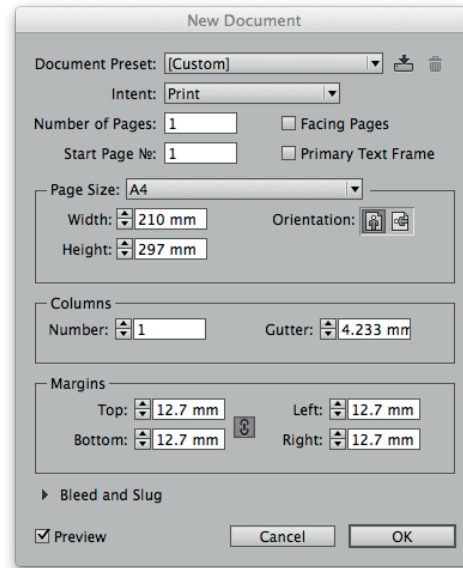 New Document
Document Preset: [Custom]
Intent: Print
Number of Pages: 1 Facing Pages
Start Page №: 1 Primary Text Frame
Page Size: A4
Width: 210 mm Orientation:
Height: 297 mm
Columns
Number: 1 Gutter: 4.233 mm
Margins
Top: 12.7 mm Left: 12.7 mm
Bottom: 12.7 mm Right: 12.7 mm
Bleed and Slug
Preview Cancel OK